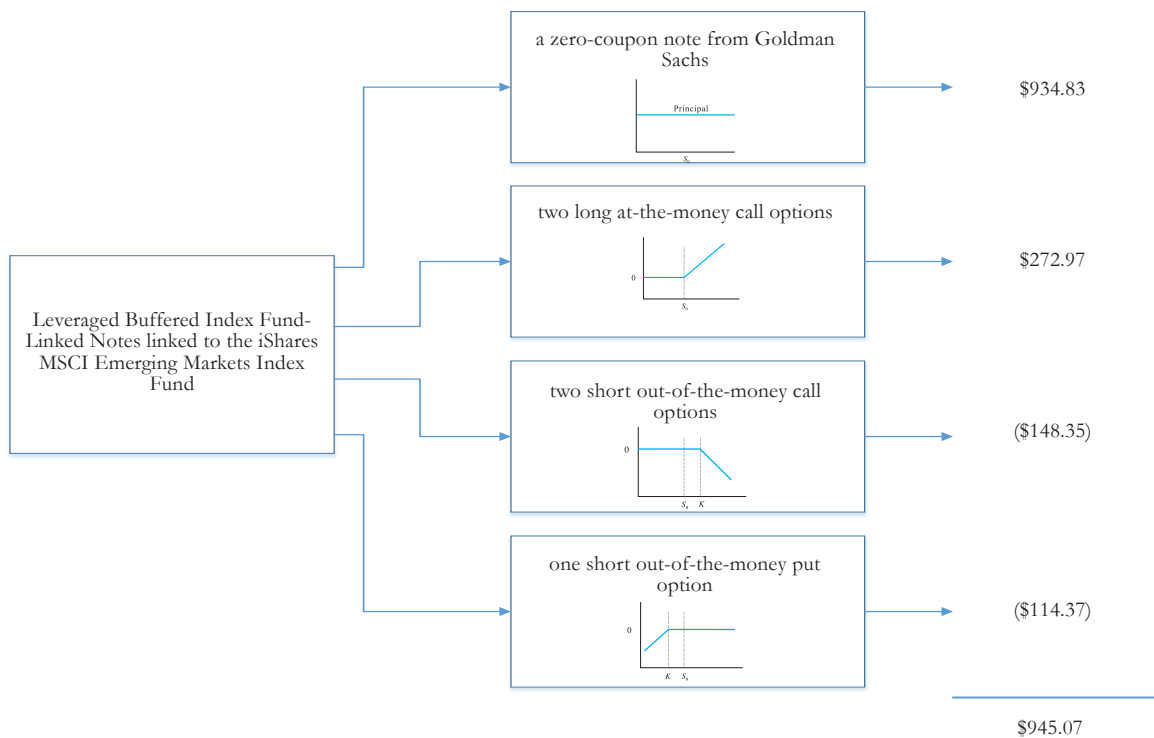 a zero-coupon note from Goldman
Sachs
Principal
S₀
$934.83
two long at-the-money call options
0
S₀
$272.97
Leveraged Buffered Index Fund-
Linked Notes linked to the iShares
MSCI Emerging Markets Index
Fund
two short out-of-the-money call
options
0
S₀ K
($148.35)
one short out-of-the-money put
option
0
K S₀
($114.37)
$945.07